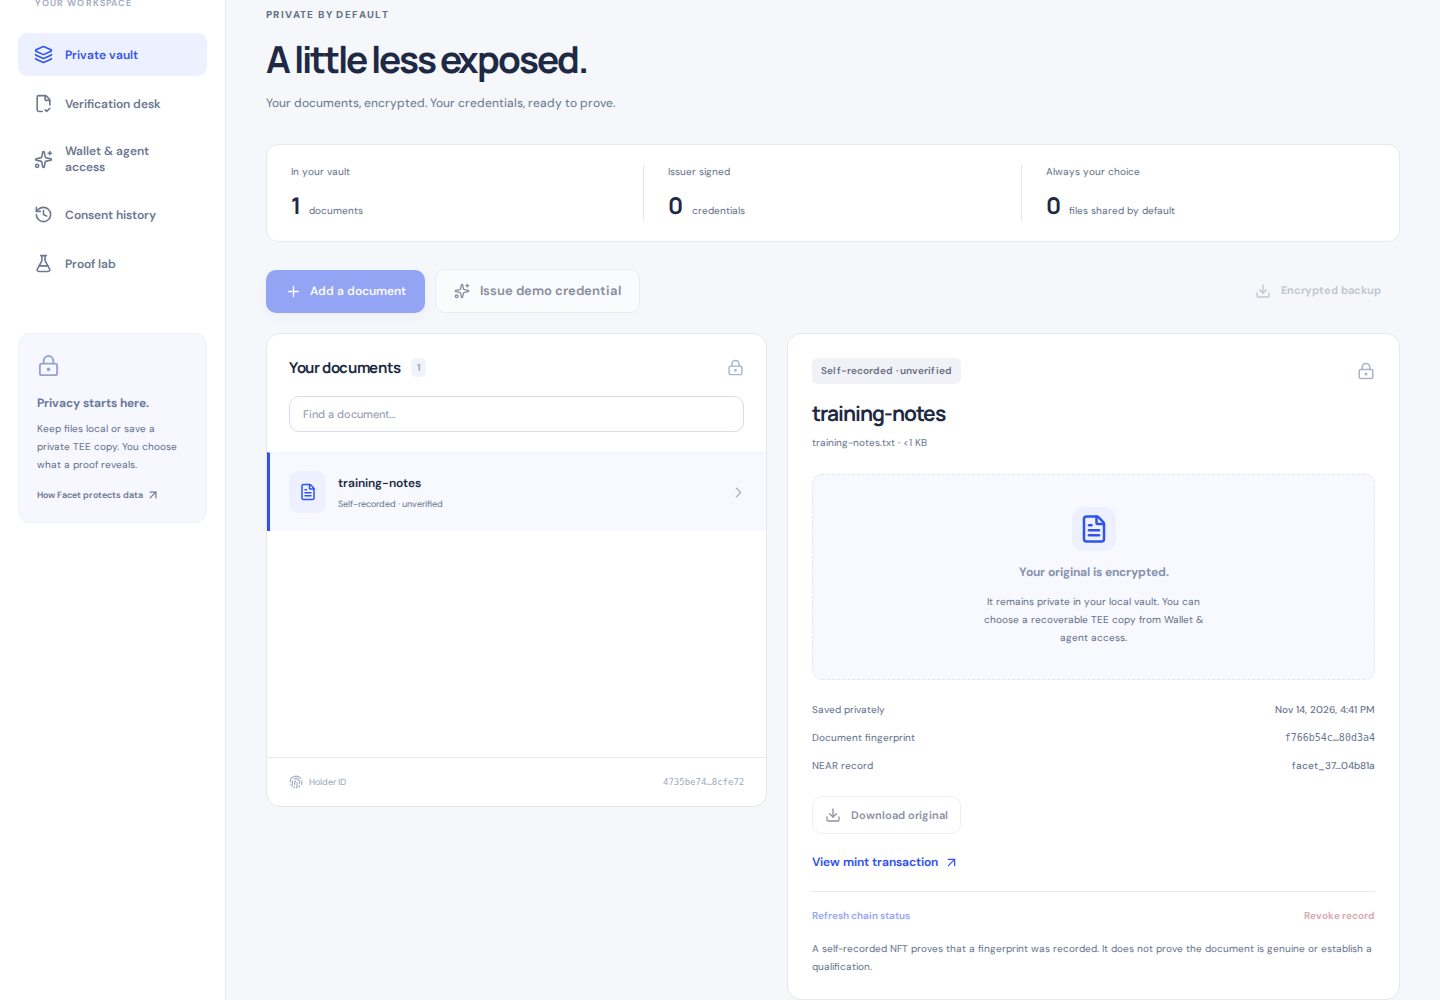 YOUR WORKSPACE
Private vault
Verification desk
Wallet & agent
access
Consent history
Proof lab
Privacy starts here.
Keep files local or save a
private TEE copy. You choose
what a proof reveals.
How Facet protects data
PRIVATE BY DEFAULT
A little less exposed.
Your documents, encrypted. Your credentials, ready to prove.
In your vault
1 documents
Issuer signed
0 credentials
Always your choice
0 files shared by default
Add a document
Issue demo credential
Encrypted backup
Your documents 1
Find a document...
training-notes
Self-recorded · unverified
Holder ID
4735be74…8cfe72
Self-recorded · unverified
training-notes
training-notes.txt · <1 KB
Your original is encrypted.
It remains private in your local vault. You can
choose a recoverable TEE copy from Wallet &
agent access.
Saved privately
Nov 14, 2026, 4:41 PM
Document fingerprint
f766b54c…80d3a4
NEAR record
facet_37…04b81a
Download original
View mint transaction
Refresh chain status
Revoke record
A self-recorded NFT proves that a fingerprint was recorded. It does not prove the document is genuine or establish a
qualification.